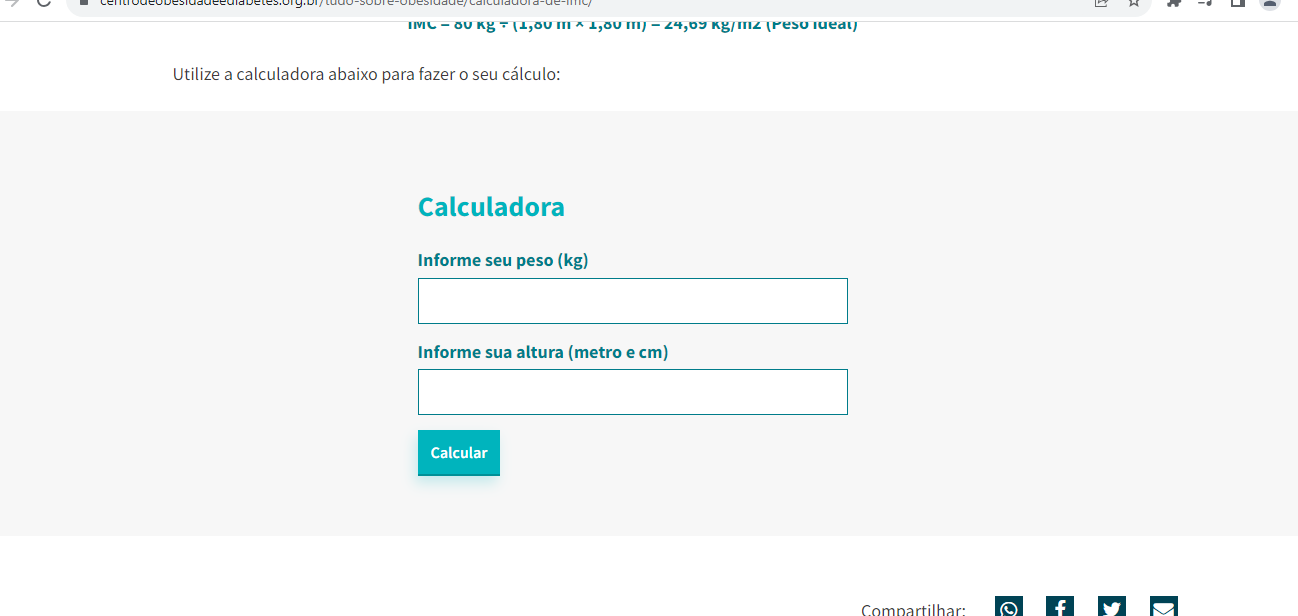 centrodeobesidadeediabetes.org.br/tudo-sobre-obesidade/calculadora-de-imc/
IMC = 80 kg ÷ (1,80 m × 1,80 m) = 24,69 kg/m2 (Peso ideal)
Utilize a calculadora abaixo para fazer o seu cálculo:
Calculadora
Informe seu peso (kg)
Informe sua altura (metro e cm)
Calcular
Compartilhar: